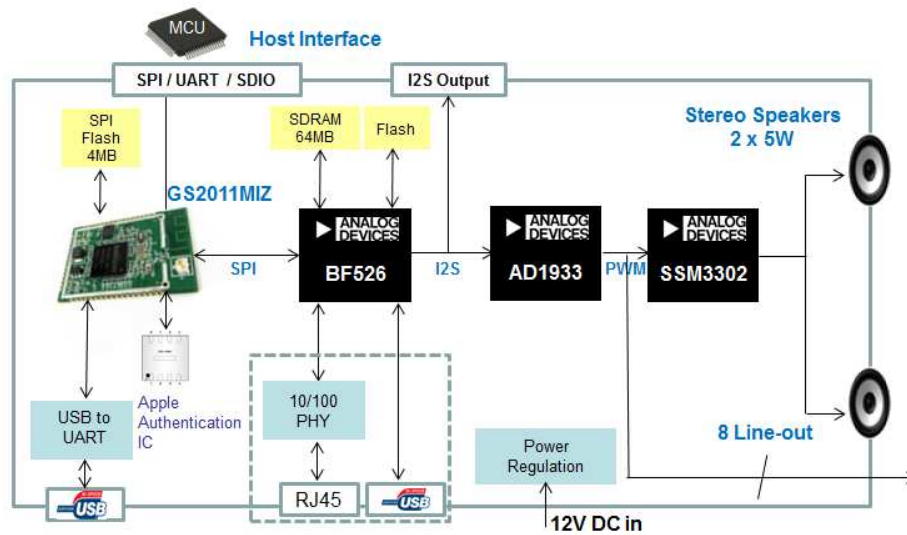 MCU
Host Interface
SPI / UART / SDIO
I2S Output
SPI
Flash
4MB
SDRAM
64MB
Flash
Stereo Speakers
2 x 5W
GS2011MIZ
ANALOG
DEVICES
BF526
ANALOG
DEVICES
AD1933
ANALOG
DEVICES
SSM3302
SPI
I2S
PWM
USB to
UART
Apple
Authentication
IC
10/100
PHY
Power
Regulation
8 Line-out
USB
RJ45
USB
12V DC in